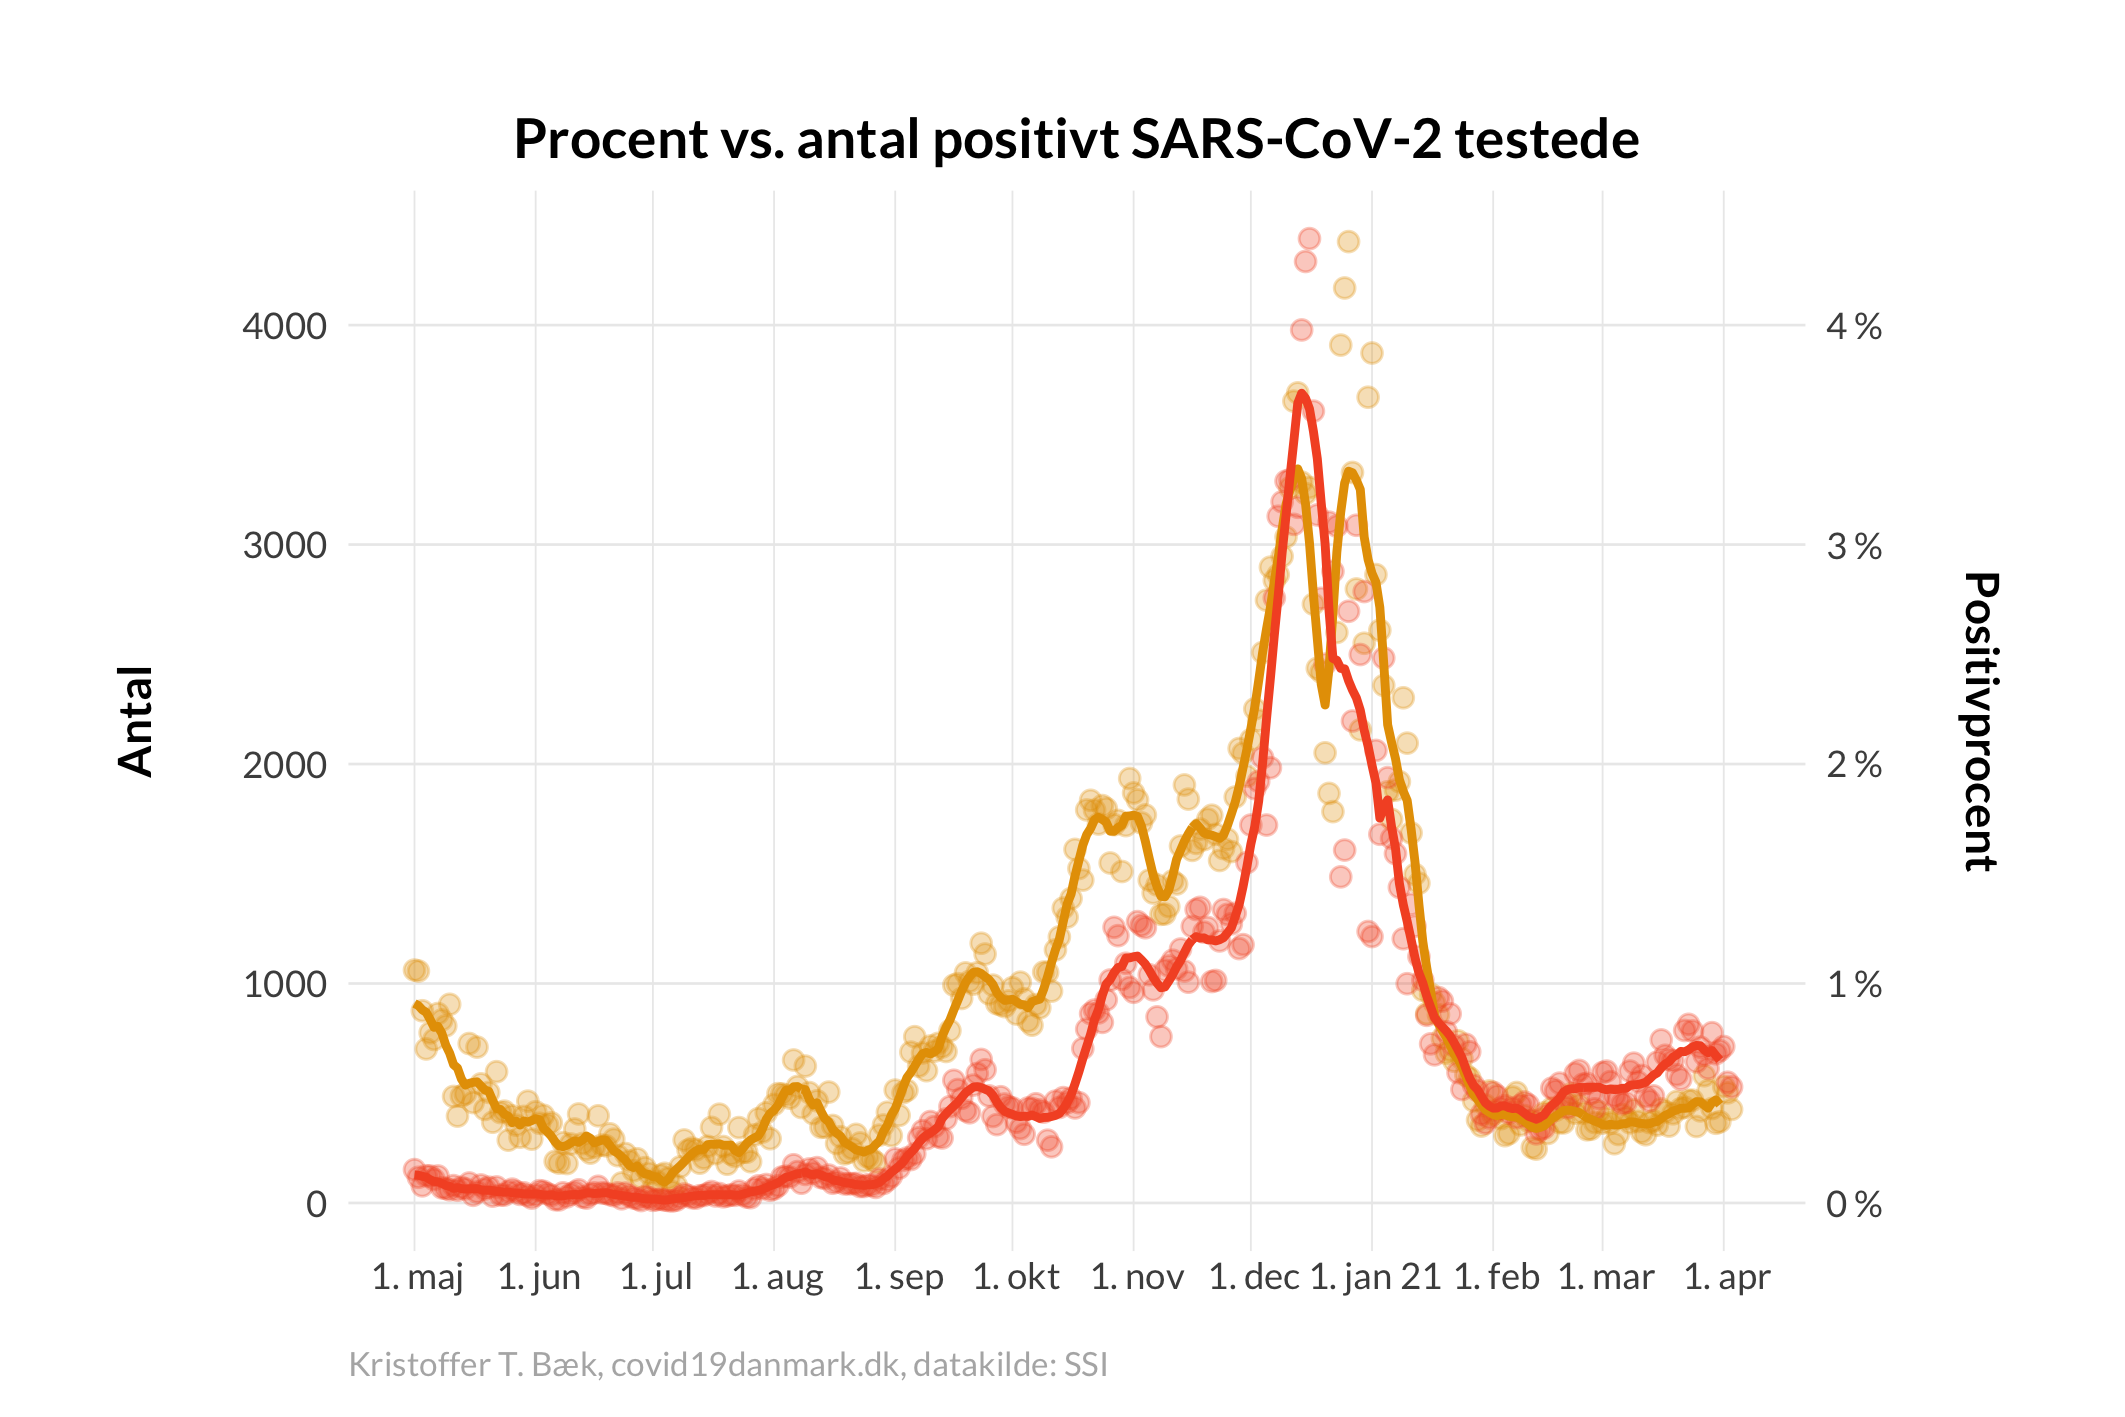 Procent vs. antal positivt SARS-CoV-2 testede
Antal
4000
3000
2000
1000
0
4 %
3 %
2 %
1 %
0 %
Positivprocent
1. maj 1. jun 1. jul 1. aug 1. sep 1. okt 1. nov 1. dec 1. jan 21 1. feb 1. mar 1. apr
Kristoffer T. Bæk, covid19danmark.dk, datakilde: SSI